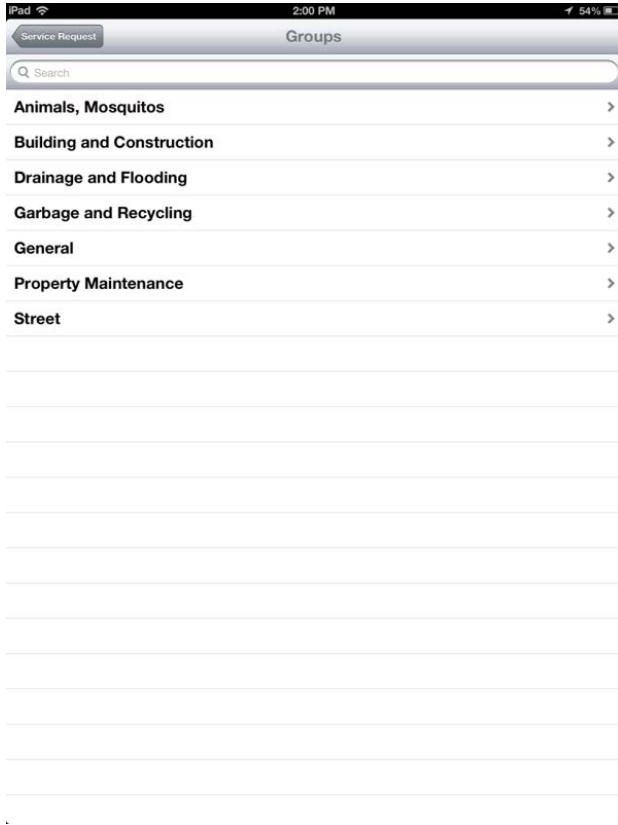 iPad 2:00 PM 54%
Service Request Groups
Search
Animals, Mosquitos
Building and Construction
Drainage and Flooding
Garbage and Recycling
General
Property Maintenance
Street